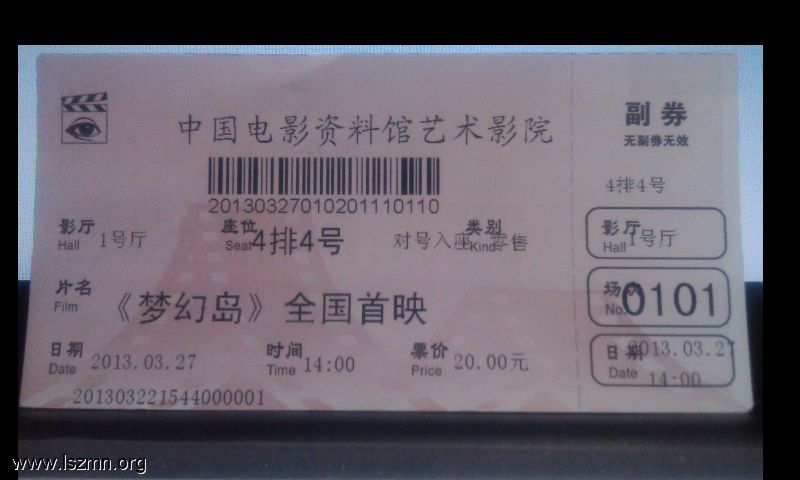 中国电影资料馆艺术影院
20130327010201110110
影厅 Hall 1号厅 座位 Seat 4排4号 对号入座 类别 Kind 零售
片名 Film 《梦幻岛》全国首映
日期 Date 2013.03.27 时间 Time 14:00 票价 Price 20.00元
201303221544000001
副券
无副券无效
4排4号
影厅 Hall 1号厅
场次 No. 0101
日期 Date 2013.03.27
14:00
www.lszmn.org